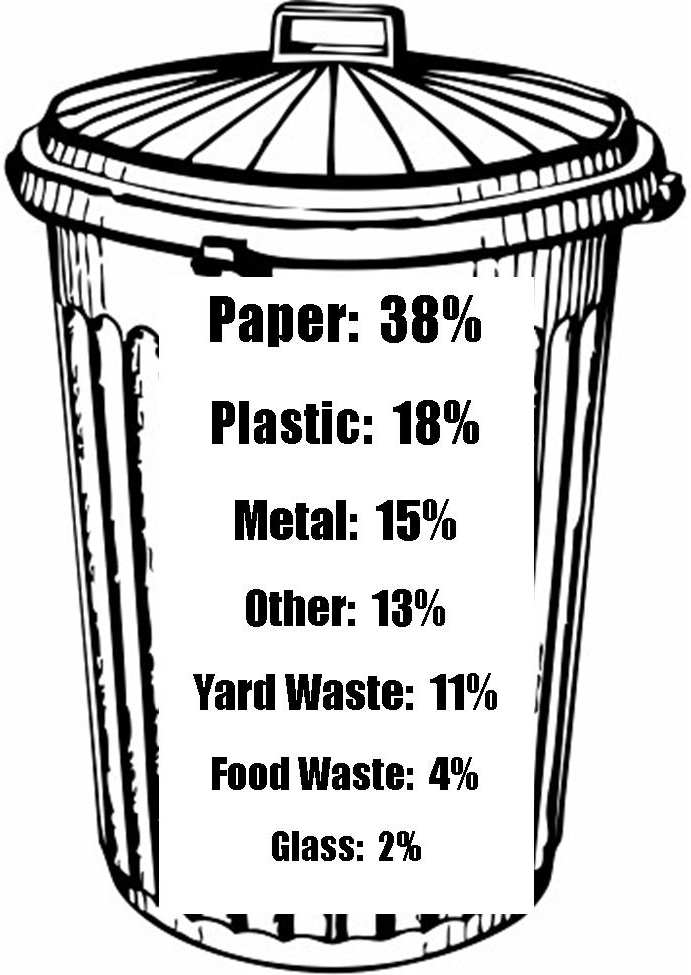 Paper: 38%
Plastic: 18%
Metal: 15%
Other: 13%
Yard Waste: 11%
Food Waste: 4%
Glass: 2%